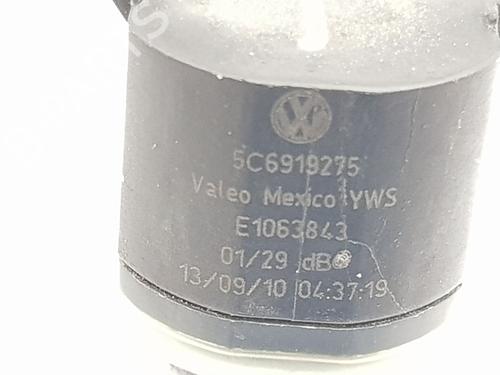 5C6919275
Valeo Mexico YWS
E1063843
01/29 dB
13/09/10 04:37:19